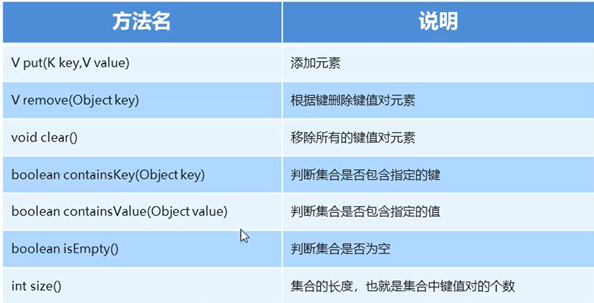 方法名 说明
V put(K key,V value) 添加元素
V remove(Object key) 根据键删除键值对元素
void clear() 移除所有的键值对元素
boolean containsKey(Object key) 判断集合是否包含指定的键
boolean containsValue(Object value) 判断集合是否包含指定的值
boolean isEmpty() 判断集合是否为空
int size() 集合的长度，也就是集合中键值对的个数